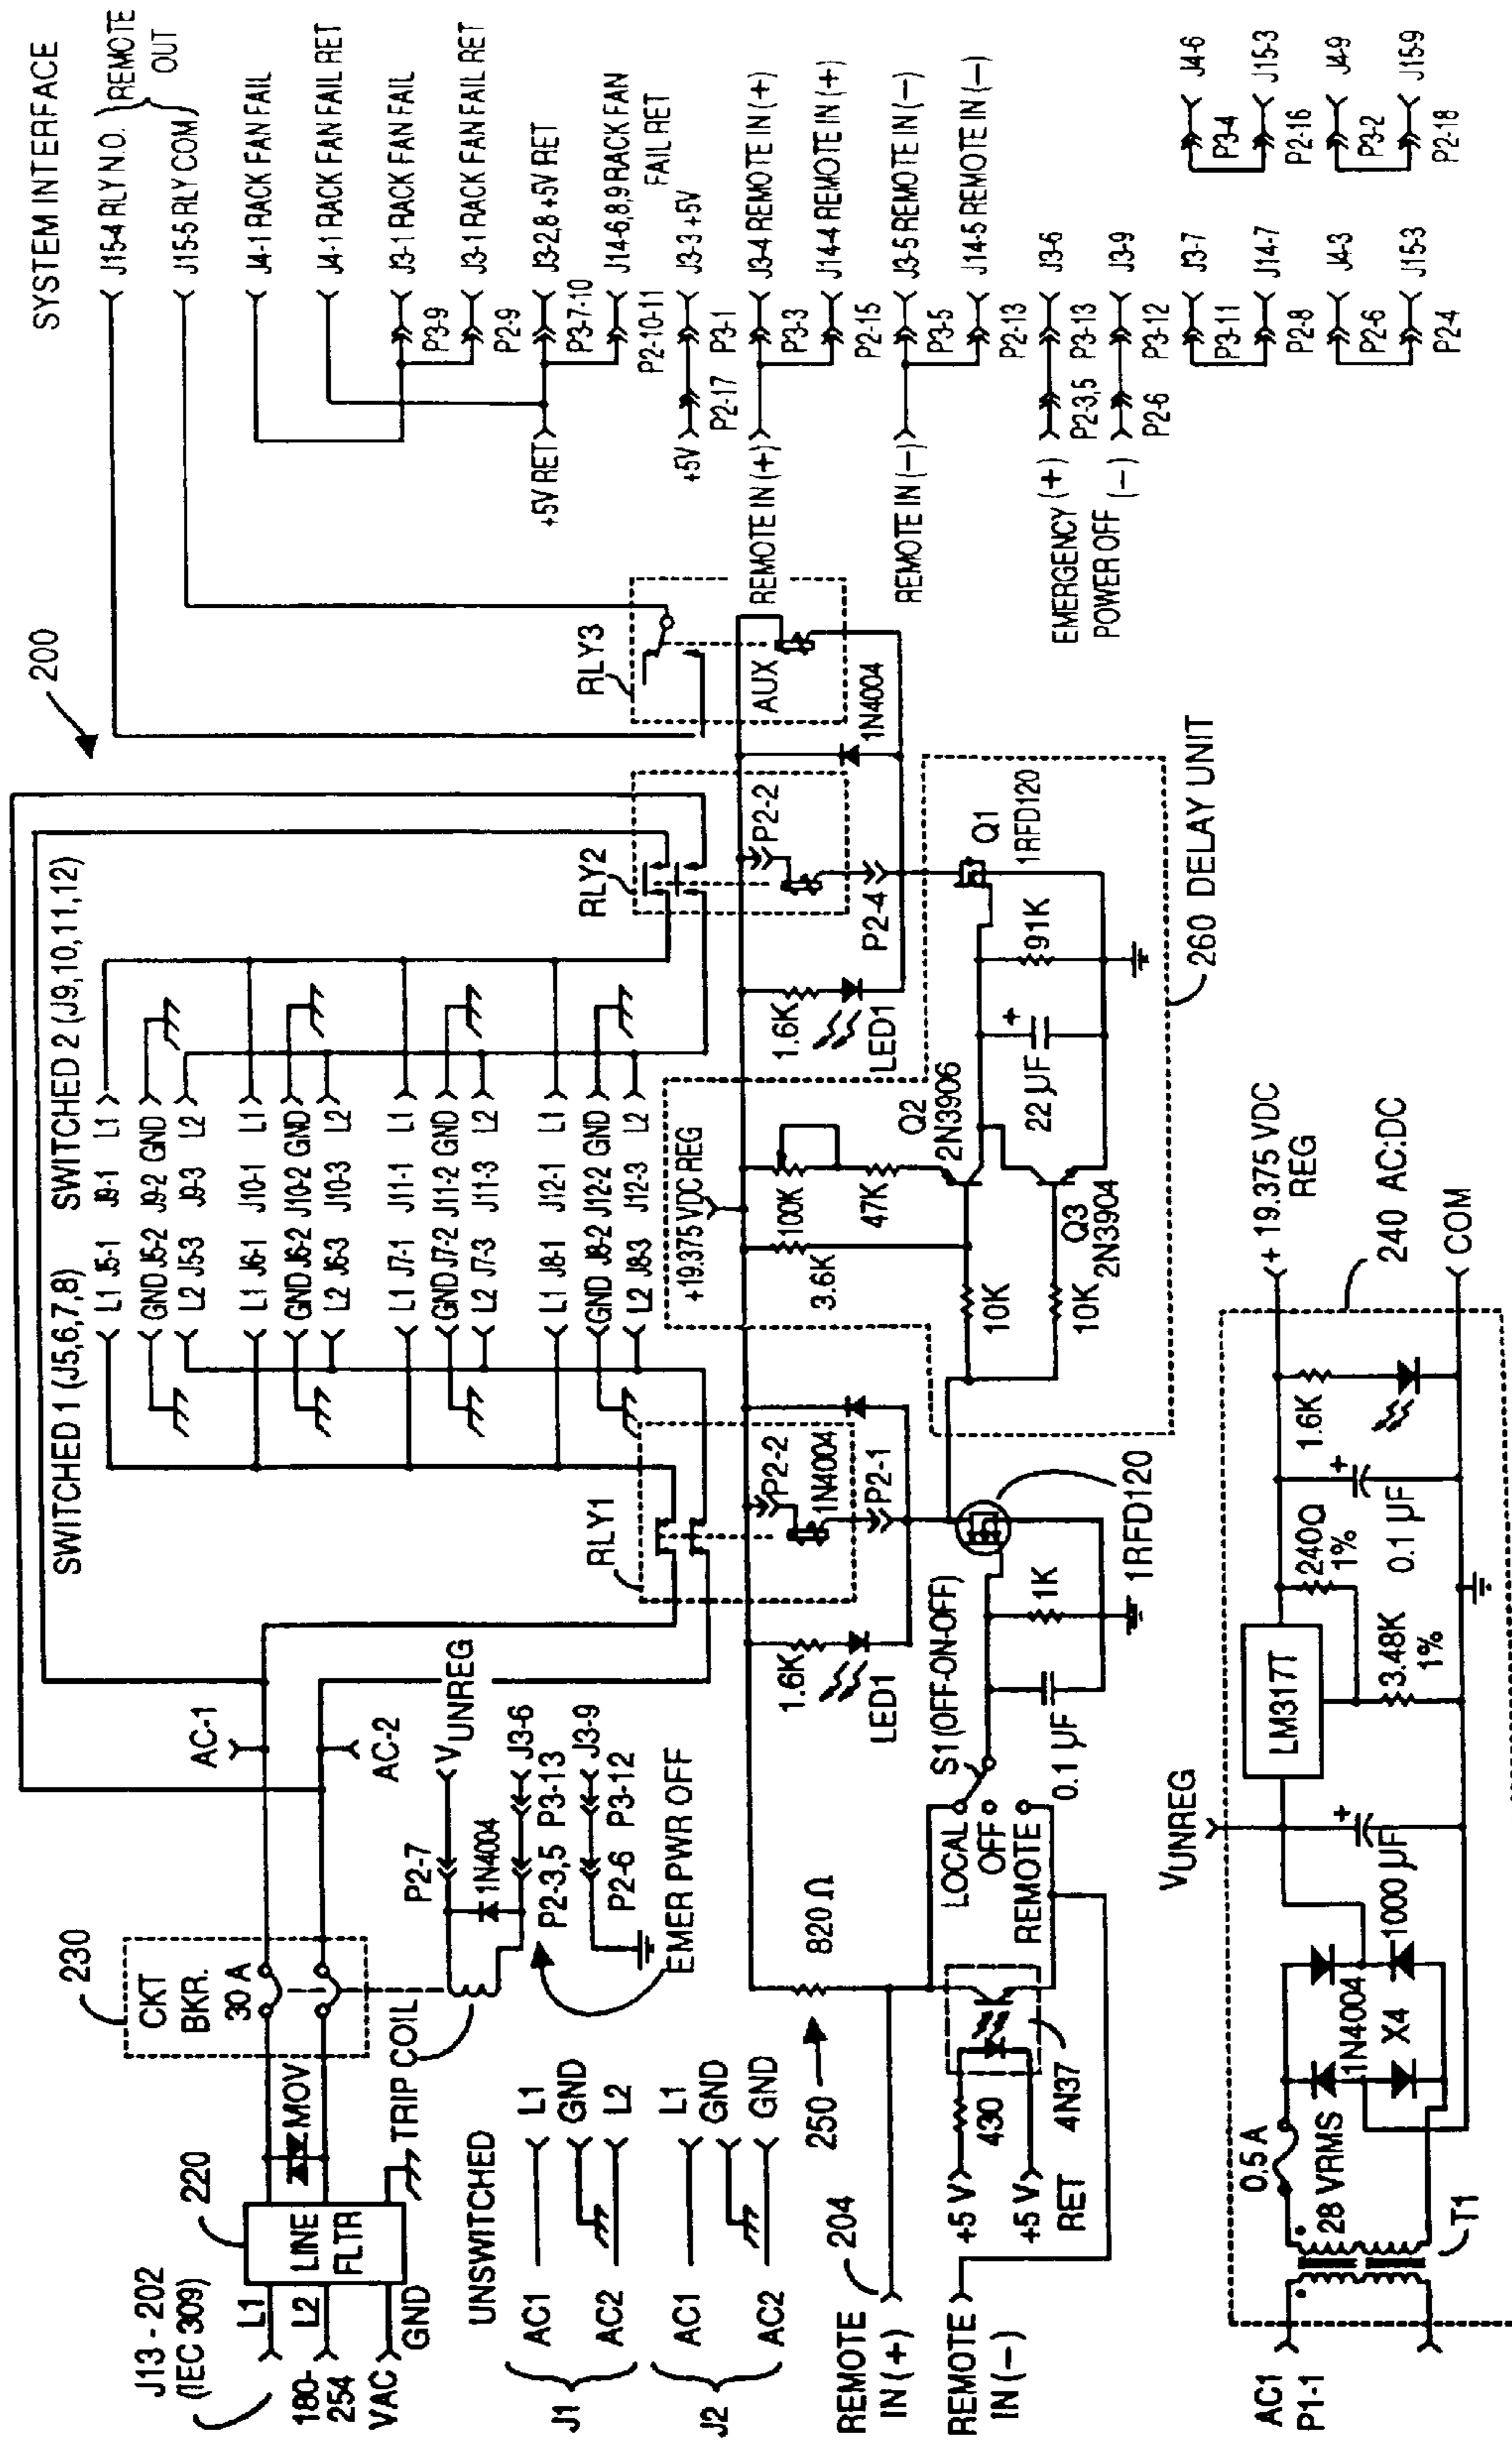 200
SYSTEM INTERFACE
J15-4 RLY N.O.
J15-5 RLY COM
REMOTE
OUT
J4-1 RACK FAN FAIL
J4-1 RACK FAN FAIL RET
J3-1 RACK FAN FAIL
P3-9
J3-1 RACK FAN FAIL RET
P2-9
+5V RET
J3-2,8 +5V RET
P3-7-10
J14-6,8,9 RACK FAN
FAIL RET
P2-10-11
+5V
J3-3 +5V
P2-17 P3-1
REMOTE IN (+)
J3-4 REMOTE IN (+)
P3-3
J14-4 REMOTE IN (+)
P2-15
REMOTE IN (−)
J3-5 REMOTE IN (−)
P3-5
J14-5 REMOTE IN (−)
P2-13
EMERGENCY (+)
POWER OFF (−)
J3-6
P2-3,5 P3-13
J3-9
P2-6 P3-12
J3-7
P3-11
J14-7
P2-8
J4-3
P2-6
J15-3
P2-4
J4-6
P3-4
J15-3
P2-16
J4-9
P3-2
J15-9
P2-18
SWITCHED 1 (J5,6,7,8)
SWITCHED 2 (J9,10,11,12)
L1 J5-1 J9-1 L1
GND J5-2 J9-2 GND
L2 J5-3 J9-3 L2
L1 J6-1 J10-1 L1
GND J6-2 J10-2 GND
L2 J6-3 J10-3 L2
L1 J7-1 J11-1 L1
GND J7-2 J11-2 GND
L2 J7-3 J11-3 L2
L1 J8-1 J12-1 L1
GND J8-2 J12-2 GND
L2 J8-3 J12-3 L2
J13 - 202
(IEC 309)
L1
L2
180-
254
VAC
GND
220
LINE
FLTR
MOV
230
CKT
BKR.
30 A
TRIP COIL
AC-1
AC-2
P2-7
VUNREG
1N4004
J3-6
P2-3,5 P3-13
J3-9
P2-6 P3-12
EMER PWR OFF
UNSWITCHED
J1
AC1 L1
GND
AC2 L2
J2
AC1 L1
GND
AC2 GND
RLY1
P2-2
1N4004
P2-1
1.6K
LED1
RLY2
P2-2
P2-4
1.6K
LED1
RLY3
AUX
1N4004
+19.375 VDC REG
100K
3.6K
47K
Q2
2N3906
Q3
2N3904
10K
10K
22 µF
+
91K
Q1
1RFD120
260 DELAY UNIT
204
REMOTE
IN (+)
REMOTE
IN (−)
250
820 Ω
+5 V
430
+5 V
RET
4N37
LOCAL
OFF
REMOTE
S1(OFF-ON-OFF)
0.1 µF
1K
1RFD120
AC1
P1-1
T1
0.5 A
28 VRMS
1N4004
X4
VUNREG
+
1000 µF
LM317T
240Ω
1%
3.48K
1%
+
0.1 µF
1.6K
+ 19.375 VDC
REG
240 AC:DC
COM